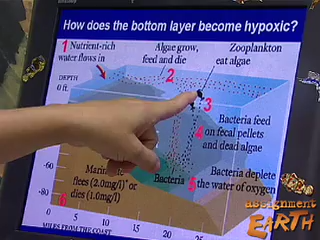 How does the bottom layer become hypoxic?
1 Nutrient-rich
water flows in
Algae grow,
feed and die
Zooplankton
eat algae
2
DEPTH
0 ft.
3
Bacteria feed
4 on fecal pellets
and dead algae
Bacteria
Bacteria deplete
5 the water of oxygen
flees (2.0mg/l) or
dies (1.0mg/l)
-60
-80
6
0
MILES FROM THE COAST
assignment
EARTH